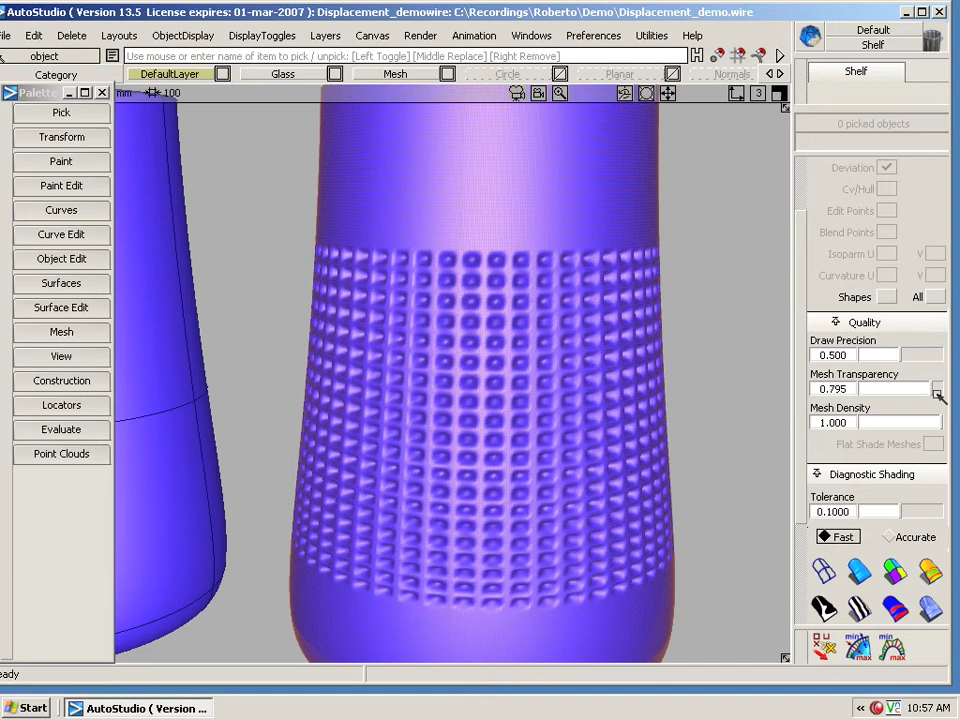 AutoStudio ( Version 13.5 License expires: 01-mar-2007 ): Displacement_demowire: C:\Recordings\Roberto\Demo\Displacement_demo.wire
File Edit Delete Layouts ObjectDisplay DisplayToggles Layers Canvas Render Animation Windows Preferences Utilities Help
object Use mouse or enter name of item to pick / unpick: [Left Toggle] [Middle Replace] [Right Remove]
Category DefaultLayer Glass Mesh Circle Planar Normals
Palette mm 100 3
Pick
Transform
Paint
Paint Edit
Curves
Curve Edit
Object Edit
Surfaces
Surface Edit
Mesh
View
Construction
Locators
Evaluate
Point Clouds
Default
Shelf
Shelf
0 picked objects
Deviation
Cv/Hull
Edit Points
Blend Points
Isoparm U V
Curvature U V
Shapes All
Quality
Draw Precision
0.500
Mesh Transparency
0.795
Mesh Density
1.000
Flat Shade Meshes
Diagnostic Shading
Tolerance
0.1000
Fast Accurate
min max min max
eady
Start AutoStudio ( Version ... 10:57 AM